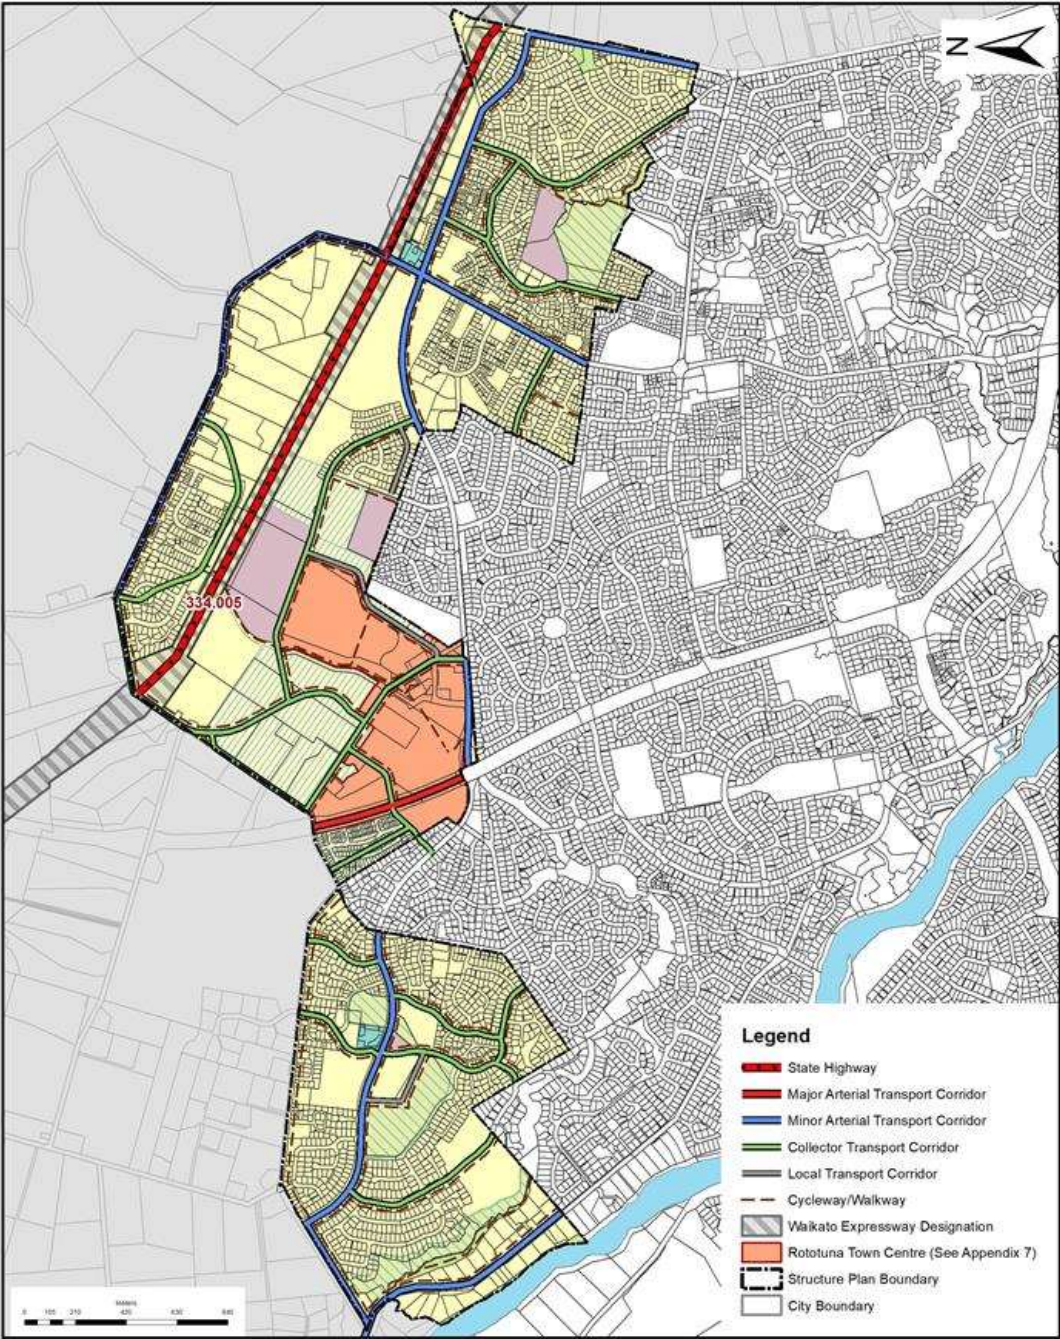 N
334.005
Legend
State Highway
Major Arterial Transport Corridor
Minor Arterial Transport Corridor
Collector Transport Corridor
Local Transport Corridor
Cycleway/Walkway
Waikato Expressway Designation
Rototuna Town Centre (See Appendix 7)
Structure Plan Boundary
City Boundary
Meters
0 105 210 420 630 840